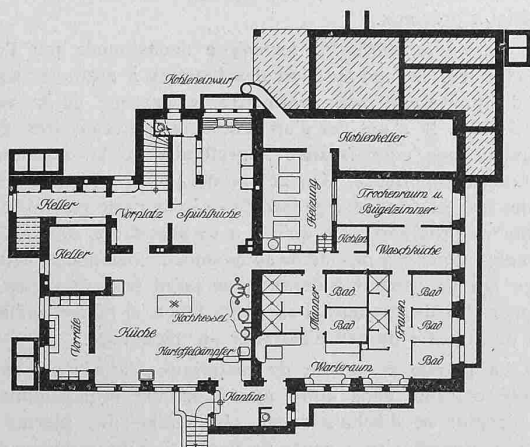 Kohleneinwurf
Kohlenkeller
Heizung
Trockenraum u.
Bügelzimmer
Keller
Vorplatz
Spühlküche
Kohlen
Waschküche
Keller
Kochkessel
Männer
Bad
Bad
Frauen
Bad
Bad
Bad
Vorräte
Küche
Kartoffeldämpfer
Warteraum
Kantine